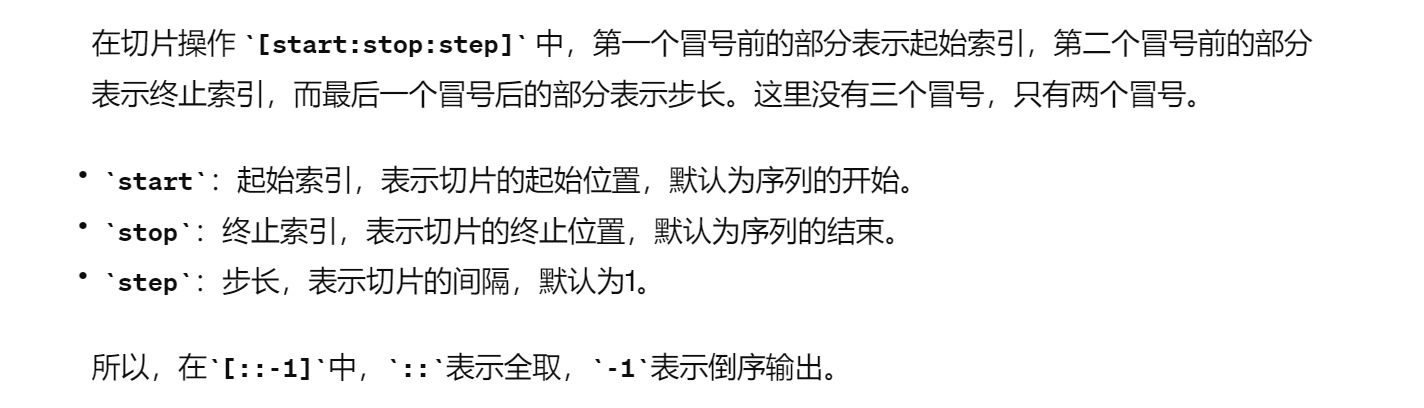 在切片操作 `[start:stop:step]` 中，第一个冒号前的部分表示起始索引，第二个冒号前的部分
表示终止索引，而最后一个冒号后的部分表示步长。这里没有三个冒号，只有两个冒号。
• `start`：起始索引，表示切片的起始位置，默认为序列的开始。
• `stop`：终止索引，表示切片的终止位置，默认为序列的结束。
• `step`：步长，表示切片的间隔，默认为1。
所以，在`[::-1]`中，`::`表示全取，`-1`表示倒序输出。